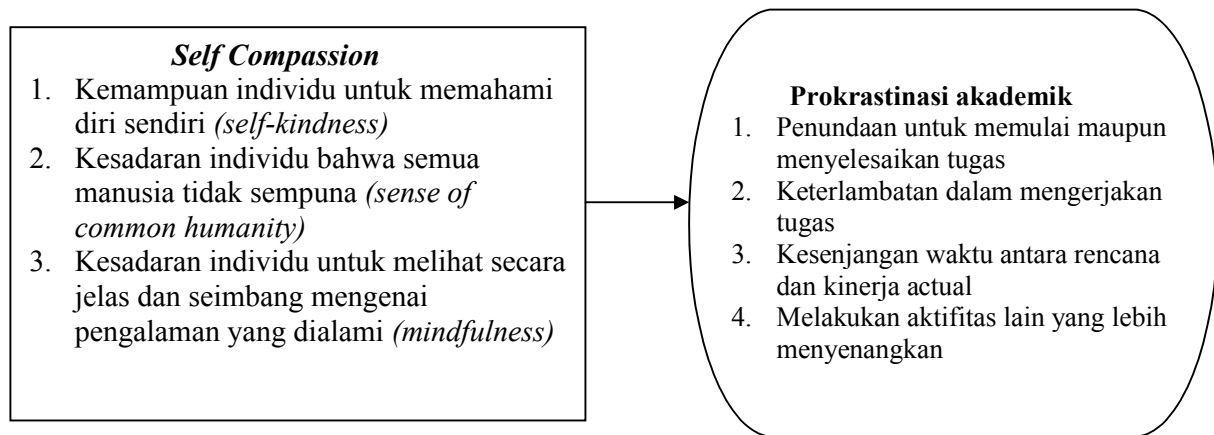 Self Compassion
1. Kemampuan individu untuk memahami
diri sendiri (self-kindness)
2. Kesadaran individu bahwa semua
manusia tidak sempuna (sense of
common humanity)
3. Kesadaran individu untuk melihat secara
jelas dan seimbang mengenai
pengalaman yang dialami (mindfulness)
Prokrastinasi akademik
1. Penundaan untuk memulai maupun
menyelesaikan tugas
2. Keterlambatan dalam mengerjakan
tugas
3. Kesenjangan waktu antara rencana
dan kinerja actual
4. Melakukan aktifitas lain yang lebih
menyenangkan